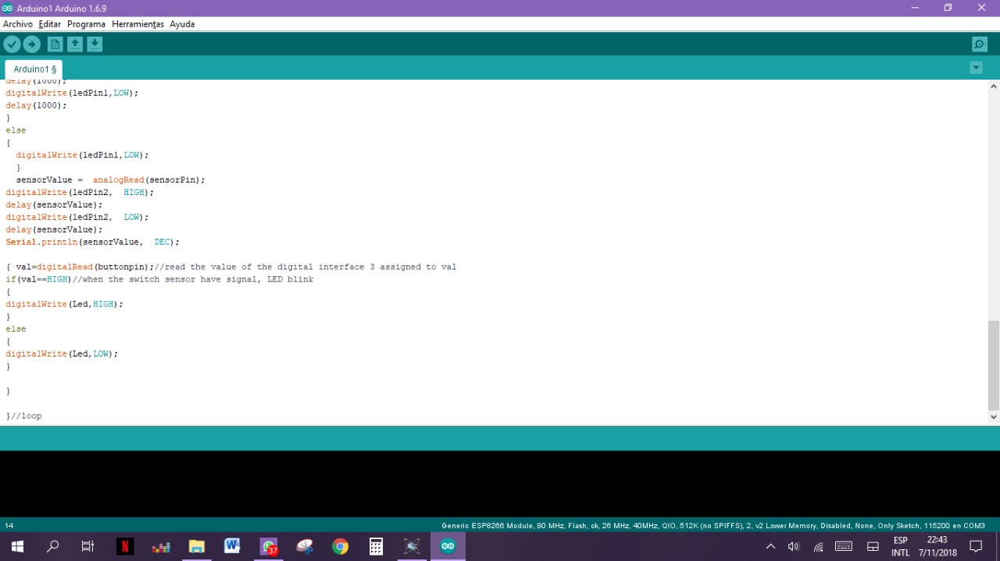 Arduino1 Arduino 1.6.9
Archivo Editar Programa Herramientas Ayuda
Arduino1 §
delay(1000);
digitalWrite(ledPin1,LOW);
delay(1000);
}
else
{
digitalWrite(ledPin1,LOW);
}
sensorValue = analogRead(sensorPin);
digitalWrite(ledPin2, HIGH);
delay(sensorValue);
digitalWrite(ledPin2, LOW);
delay(sensorValue);
Serial.println(sensorValue, DEC);
{ val=digitalRead(buttonpin);//read the value of the digital interface 3 assigned to val
if(val==HIGH)//when the switch sensor have signal, LED blink
{
digitalWrite(Led,HIGH);
}
else
{
digitalWrite(Led,LOW);
}
}
}//loop
14 Generic ESP8266 Module, 80 MHz, Flash, ck, 26 MHz, 40MHz, QIO, 512K (no SPIFFS), 2, v2 Lower Memory, Disabled, None, Only Sketch, 115200 en COM3
N W 37 ESP 22:43
INTL 7/11/2018